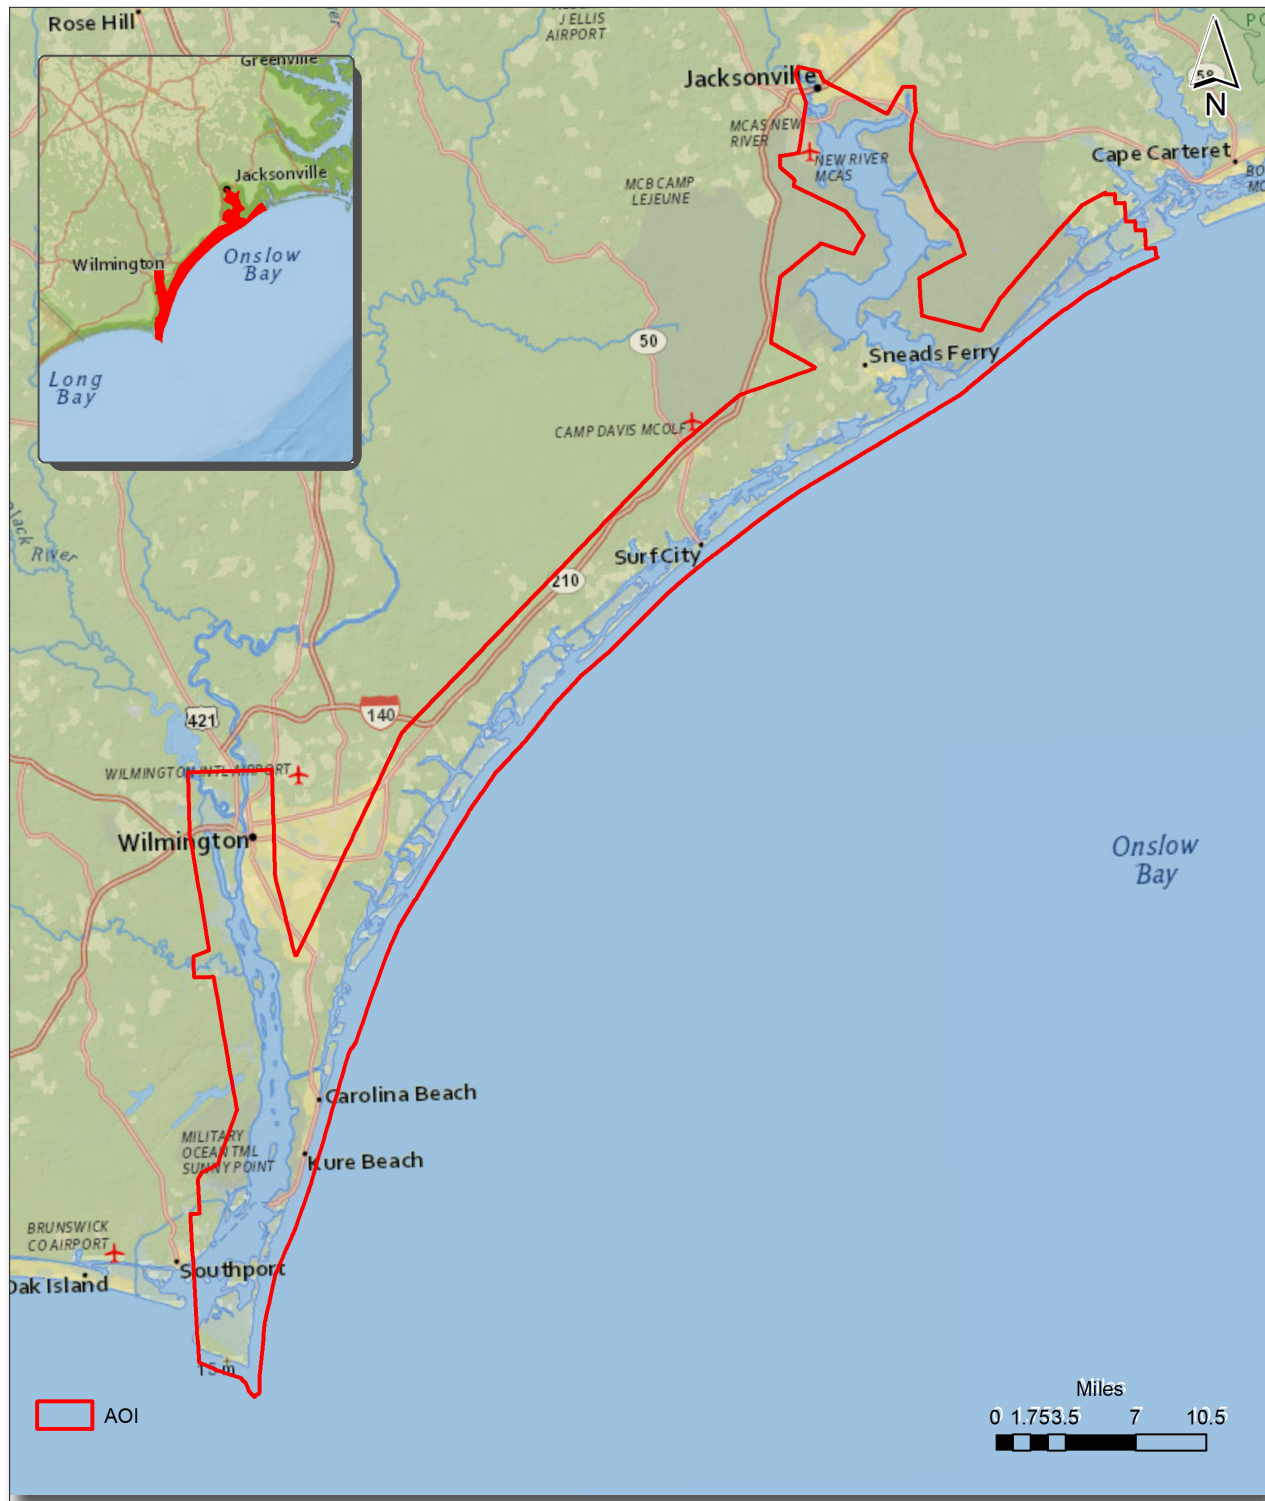 Rose Hill
J ELLIS
AIRPORT
Greenville
Jacksonville
Wilmington
Onslow
Bay
Long
Bay
Jacksonville
58
N
MCAS NEW
RIVER
NEW RIVER
MCAS
Cape Carteret
MCB CAMP
LEJEUNE
50
Sneads Ferry
CAMP DAVIS MCOLF
River
Surf City
210
421
140
WILMINGTON INTL AIRPORT
Wilmington
Onslow
Bay
Carolina Beach
MILITARY
OCEAN TML
SUNNY POINT
Kure Beach
BRUNSWICK
CO AIRPORT
Southport
Oak Island
15 m
AOI
Miles
0 1.75 3.5 7 10.5